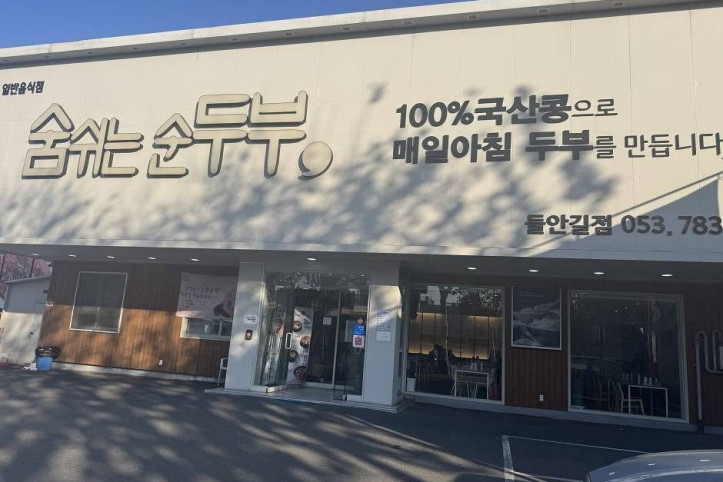 일반음식점
숨쉬는 순두부,
100%국산콩으로
매일아침 두부를 만듭니다
들안길점 053.783